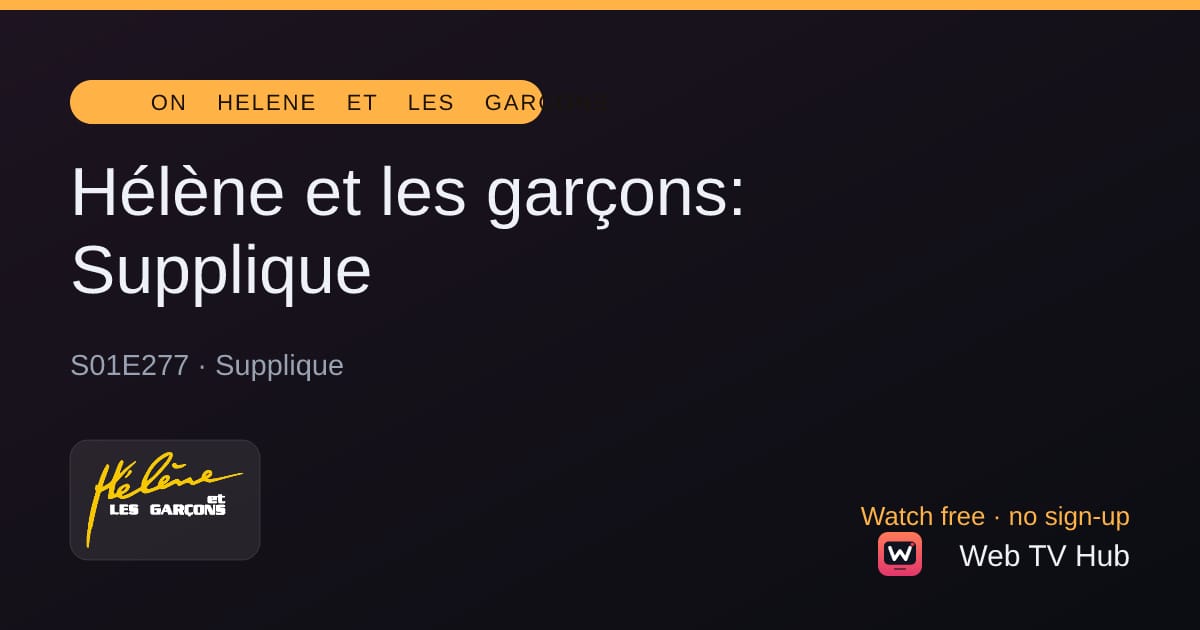 ON HELENE ET LES GARÇONS
Hélène et les garçons:
Supplique
S01E277 · Supplique
Hélène
et
LES GARÇONS
Watch free · no sign-up
W
Web TV Hub